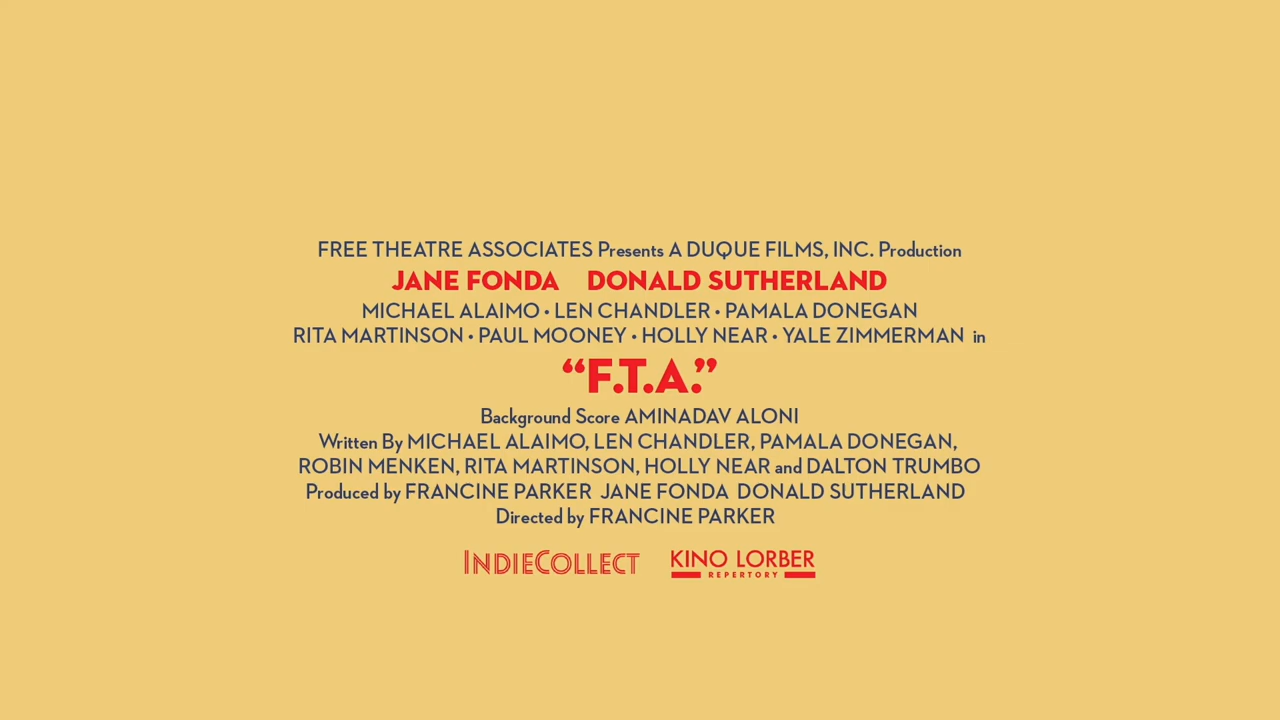 FREE THEATRE ASSOCIATES Presents A DUQUE FILMS, INC. Production
JANE FONDA DONALD SUTHERLAND
MICHAEL ALAIMO • LEN CHANDLER • PAMALA DONEGAN
RITA MARTINSON • PAUL MOONEY • HOLLY NEAR • YALE ZIMMERMAN in
“F.T.A.”
Background Score AMINADAV ALONI
Written By MICHAEL ALAIMO, LEN CHANDLER, PAMALA DONEGAN,
ROBIN MENKEN, RITA MARTINSON, HOLLY NEAR and DALTON TRUMBO
Produced by FRANCINE PARKER JANE FONDA DONALD SUTHERLAND
Directed by FRANCINE PARKER
INDIECOLLECT KINO LORBER
REPERTORY